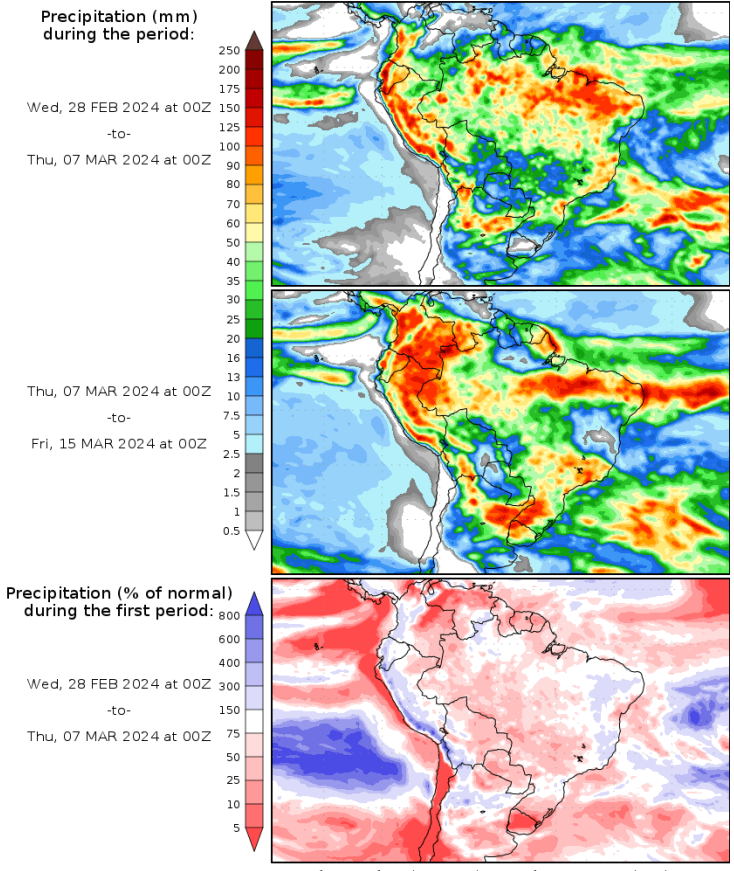 Precipitation (mm)
during the period:
Wed, 28 FEB 2024 at 00Z
-to-
Thu, 07 MAR 2024 at 00Z
250
200
175
150
125
100
90
80
70
60
50
40
35
30
25
20
16
13
10
7.5
5
2.5
2
1.5
1
0.5
Thu, 07 MAR 2024 at 00Z
-to-
Fri, 15 MAR 2024 at 00Z
Precipitation (% of normal)
during the first period:
Wed, 28 FEB 2024 at 00Z
-to-
Thu, 07 MAR 2024 at 00Z
800
600
400
300
150
75
50
25
10
5